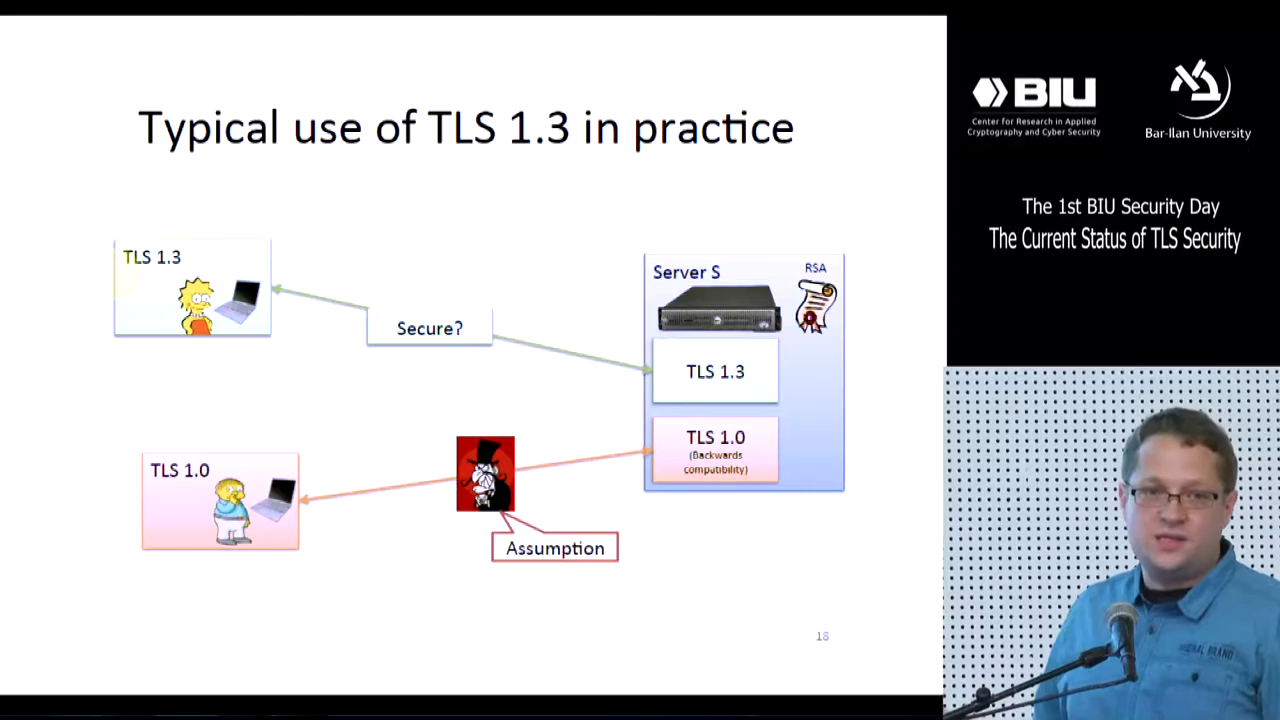 Typical use of TLS 1.3 in practice
TLS 1.3
Secure?
Server S
RSA
TLS 1.3
TLS 1.0
(Backwards
compatibility)
TLS 1.0
Assumption
18
BIU
Center for Research in Applied
Cryptography and Cyber Security
Bar-Ilan University
The 1st BIU Security Day
The Current Status of TLS Security